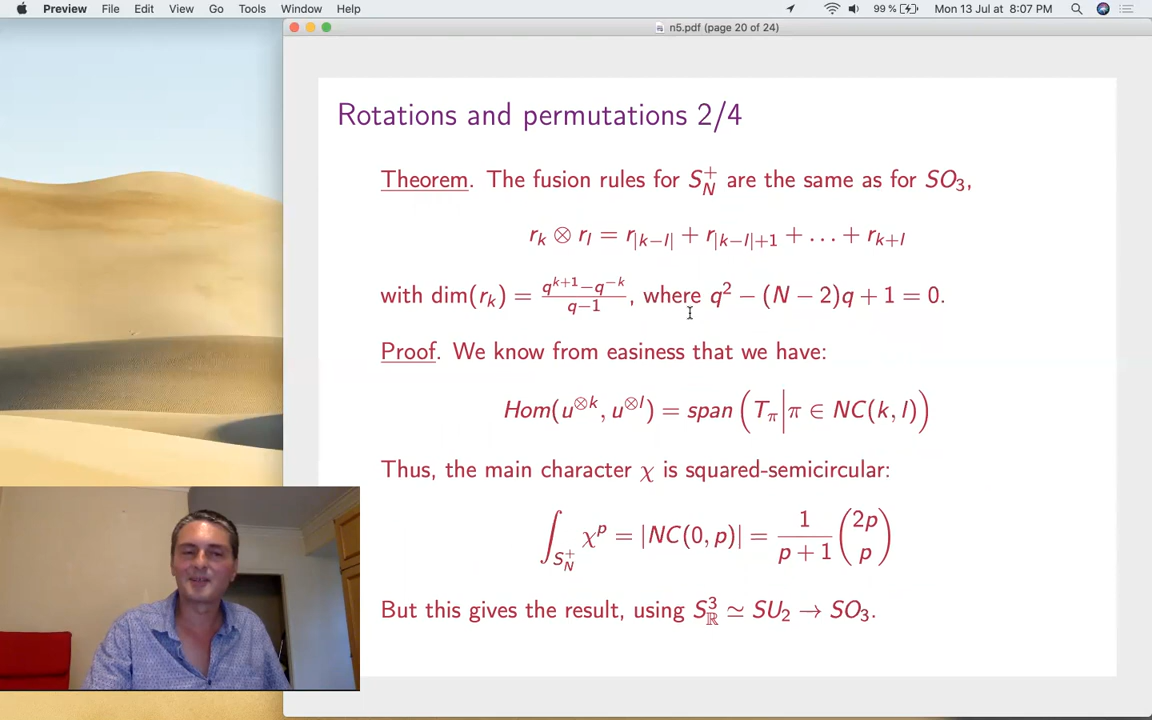 Preview File Edit View Go Tools Window Help 99 % Mon 13 Jul at 8:07 PM
n5.pdf (page 20 of 24)
Rotations and permutations 2/4
Theorem. The fusion rules for S_N^+ are the same as for SO_3,
r_k ⊗ r_l = r_{|k−l|} + r_{|k−l|+1} + … + r_{k+l}
with dim(r_k) = \frac{q^{k+1}−q^{−k}}{q−1}, where q^2 − (N − 2)q + 1 = 0.
Proof. We know from easiness that we have:
Hom(u^{⊗k}, u^{⊗l}) = span (T_π | π ∈ NC(k, l))
Thus, the main character χ is squared-semicircular:
∫_{S_N^+} χ^p = |NC(0, p)| = \frac{1}{p + 1} \binom{2p}{p}
But this gives the result, using S_ℝ^3 ≃ SU_2 → SO_3.